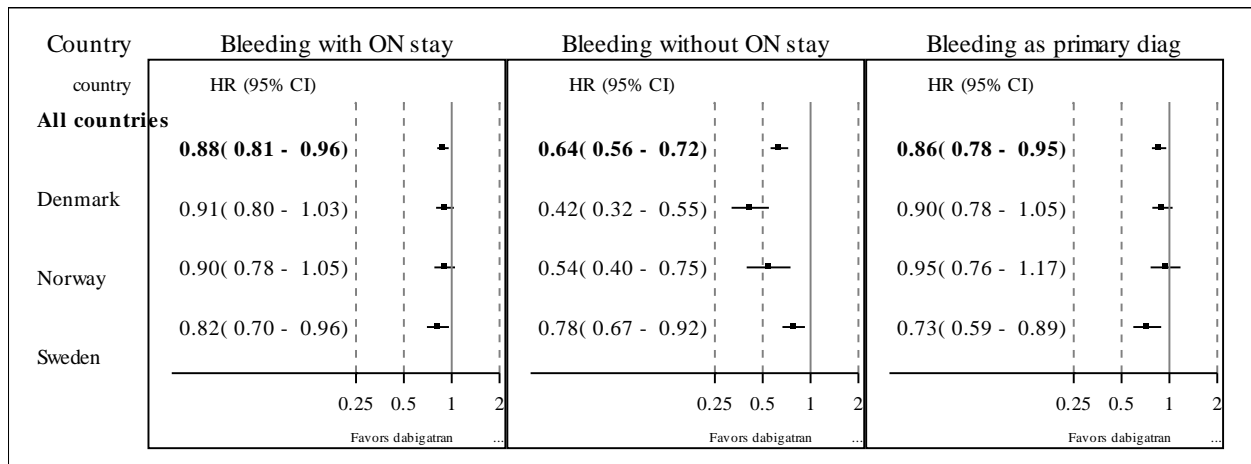 Country Bleeding with ON stay Bleeding without ON stay Bleeding as primary diag
country HR (95% CI) HR (95% CI) HR (95% CI)
All countries
0.88( 0.81 - 0.96) 0.64( 0.56 - 0.72) 0.86( 0.78 - 0.95)
Denmark
0.91( 0.80 - 1.03) 0.42( 0.32 - 0.55) 0.90( 0.78 - 1.05)
Norway
0.90( 0.78 - 1.05) 0.54( 0.40 - 0.75) 0.95( 0.76 - 1.17)
0.82( 0.70 - 0.96) 0.78( 0.67 - 0.92) 0.73( 0.59 - 0.89)
Sweden
0.25 0.5 1 2 0.25 0.5 1 2 0.25 0.5 1 2
Favors dabigatran ... Favors dabigatran ... Favors dabigatran ...